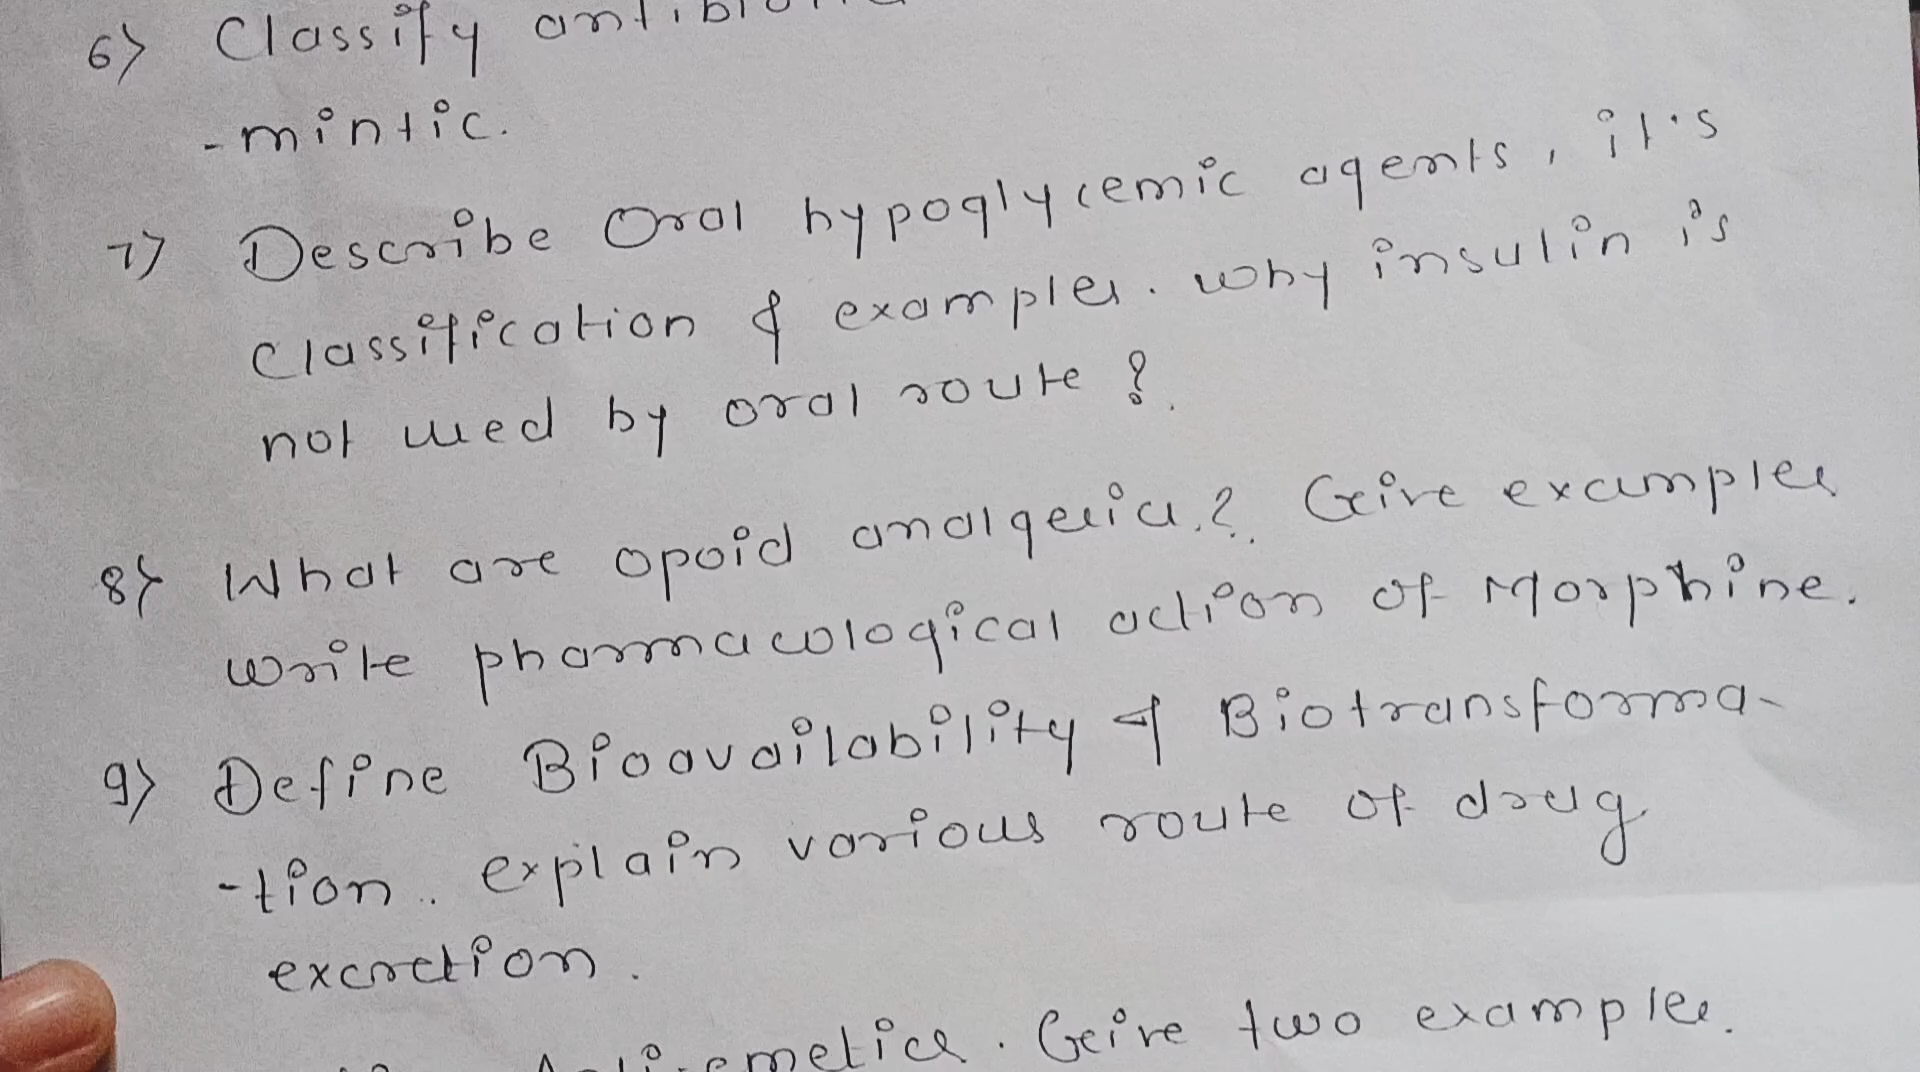 6) Classify
-mintic.
7) Describe Oral hypoglycemic agents, it's
classification & examples. why insulin is
not used by oral route?
8) What are opoid analgesics? Give examples
write pharmacological action of Morphine.
9) Define Bioavailability & Biotransforma-
-tion. explain various route of drug
excretion.
emetics. Give two examples.